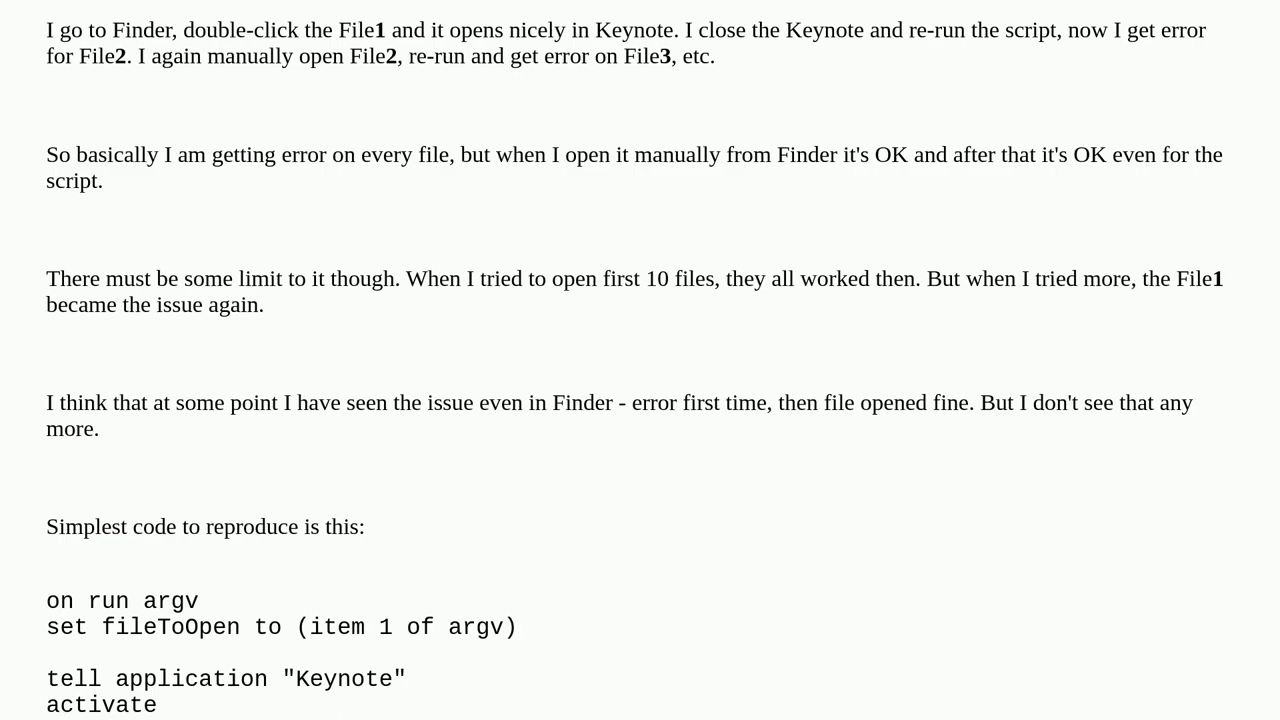 I go to Finder, double-click the File1 and it opens nicely in Keynote. I close the Keynote and re-run the script, now I get error
for File2. I again manually open File2, re-run and get error on File3, etc.
So basically I am getting error on every file, but when I open it manually from Finder it's OK and after that it's OK even for the
script.
There must be some limit to it though. When I tried to open first 10 files, they all worked then. But when I tried more, the File1
became the issue again.
I think that at some point I have seen the issue even in Finder - error first time, then file opened fine. But I don't see that any
more.
Simplest code to reproduce is this:
on run argv
set fileToOpen to (item 1 of argv)
tell application "Keynote"
activate